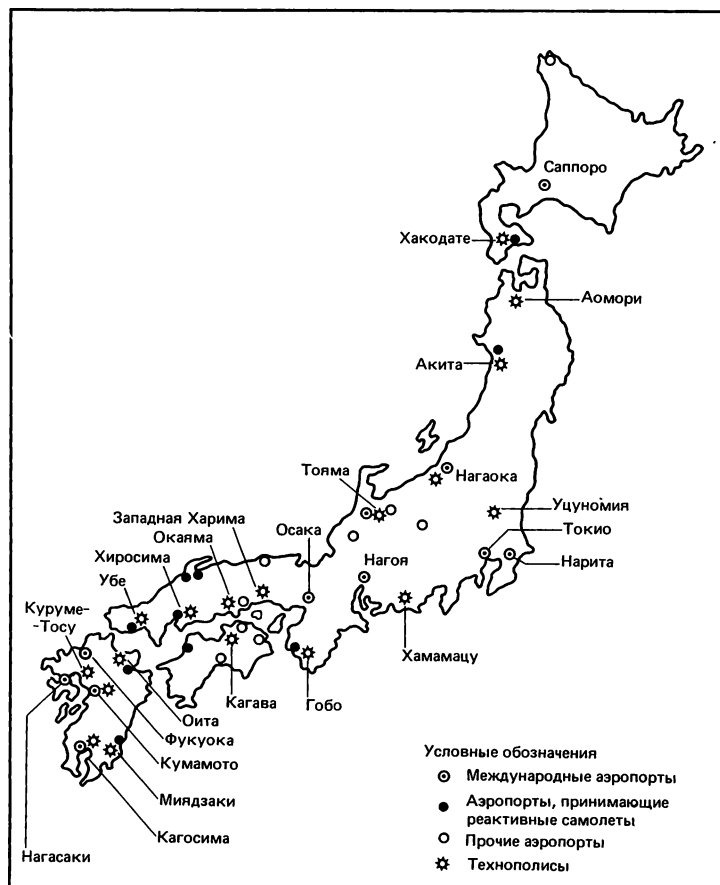 Саппоро
Хакодате
Аомори
Акита
Тояма
Нагаока
Западная Харима
Окаяма
Осака
Уцуномия
Токио
Хиросима
Нагоя
Нарита
Убе
Куруме-
-Тосу
Хамамацу
Кагава
Гобо
Оита
Фукуока
Кумамото
Миядзаки
Кагосима
Нагасаки
Условные обозначения
Международные аэропорты
Аэропорты, принимающие
реактивные самолеты
Прочие аэропорты
Технополисы